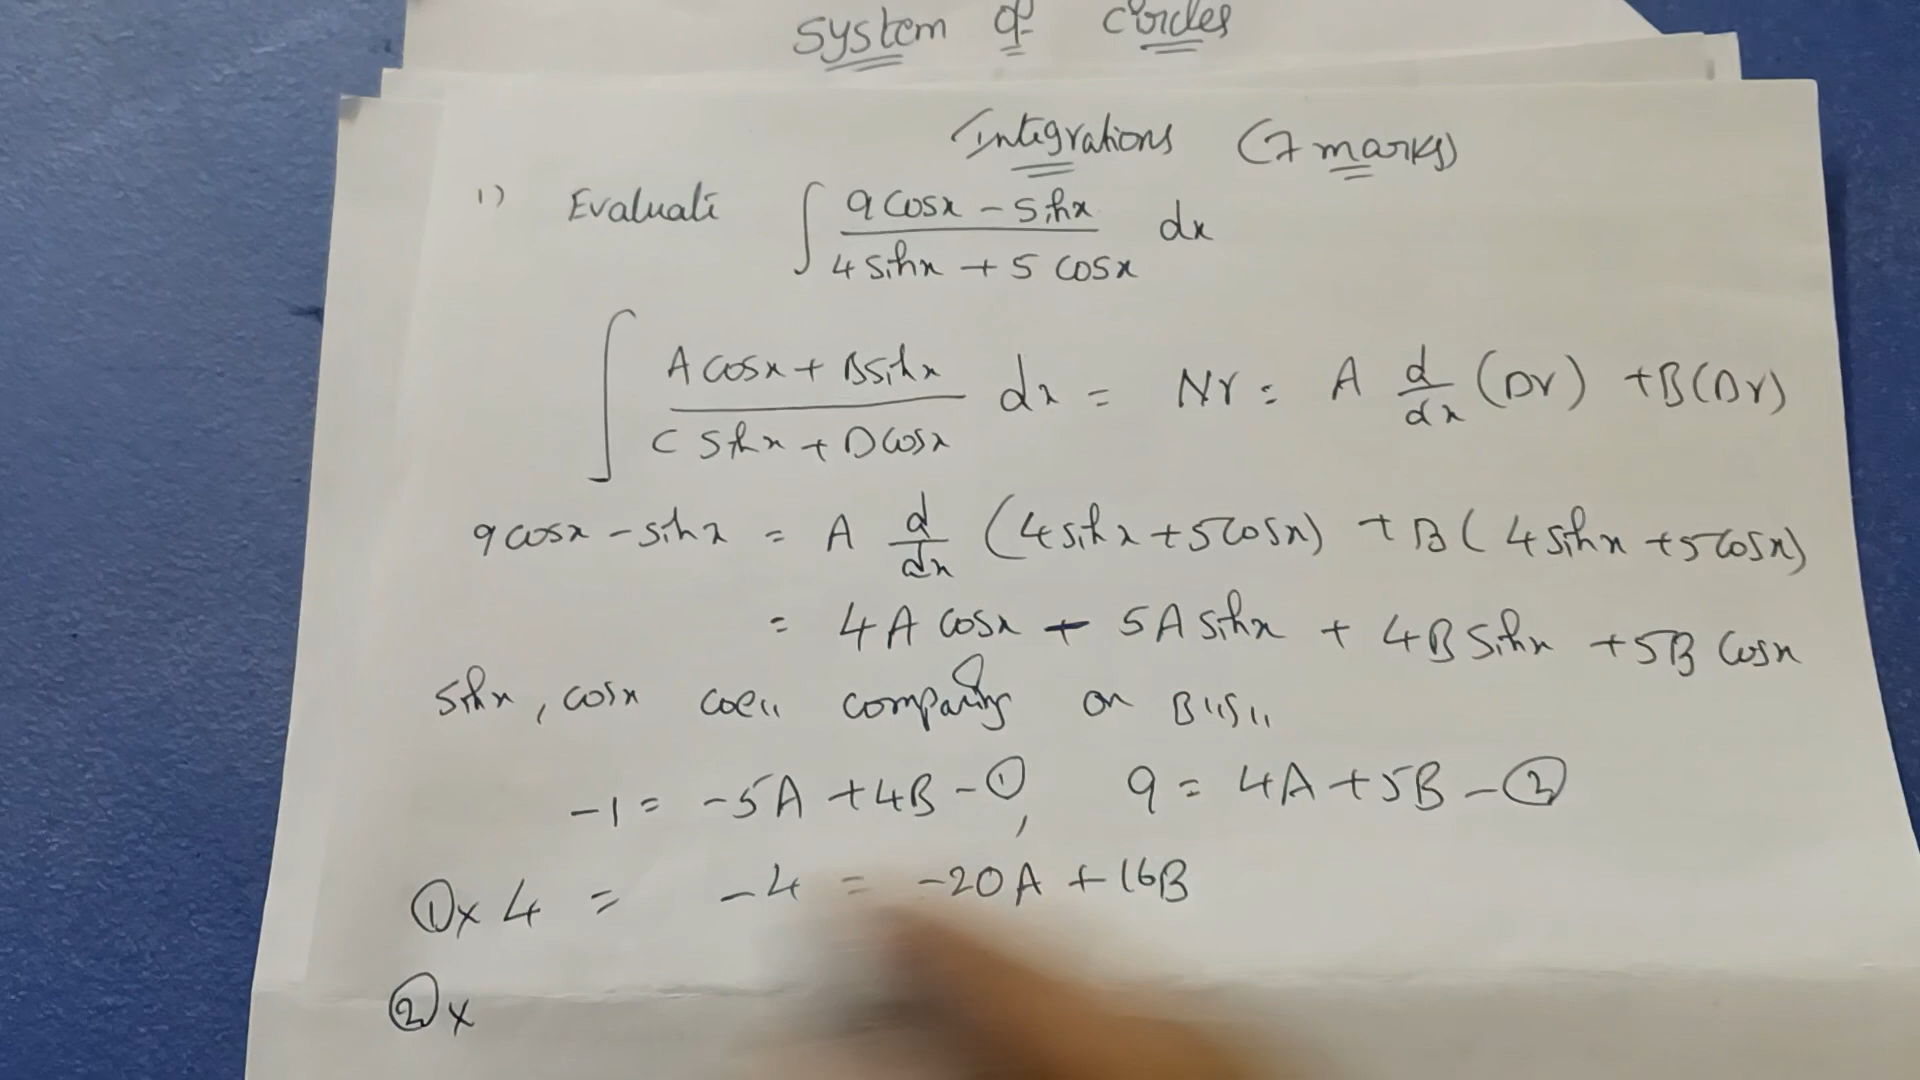 System of circles
Integrations (7 marks)
1) Evaluate ∫ (9 cosx - sinx)/(4 sinx + 5 cosx) dx
∫ (A cosx + B sinx)/(C sinx + D cosx) dx = Nr = A d/dx (Dr) + B(Dr)
9 cosx - sinx = A d/dx (4 sinx + 5 cosx) + B (4 sinx + 5 cosx)
= 4A cosx - 5A sinx + 4B sinx + 5B cosx
sinx, cosx coe11 comparing on B11S11
-1 = -5A + 4B - ①, 9 = 4A + 5B - ②
① x 4 = -4 = -20A + 16B
② x